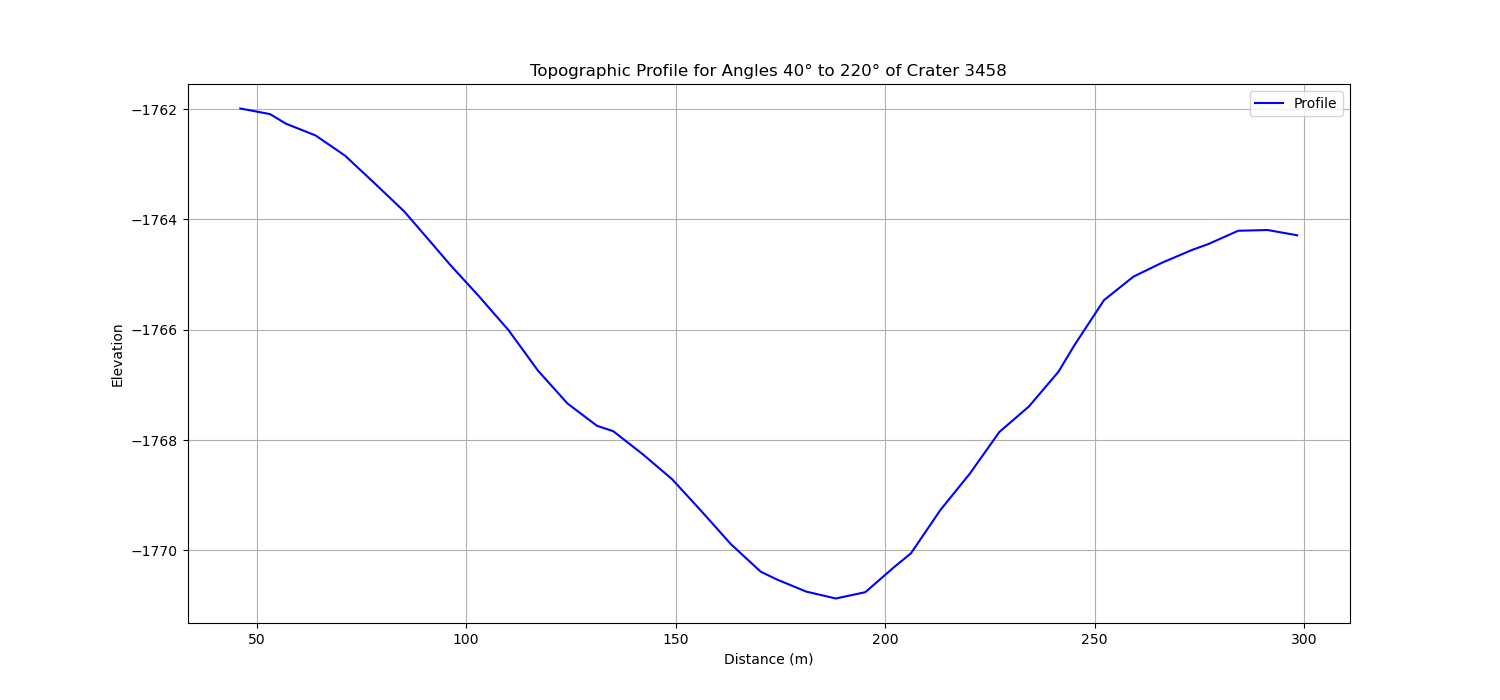 Topographic Profile for Angles 40° to 220° of Crater 3458
Profile
−1762
−1764
−1766
−1768
−1770
Elevation
50
100
150
200
250
300
Distance (m)